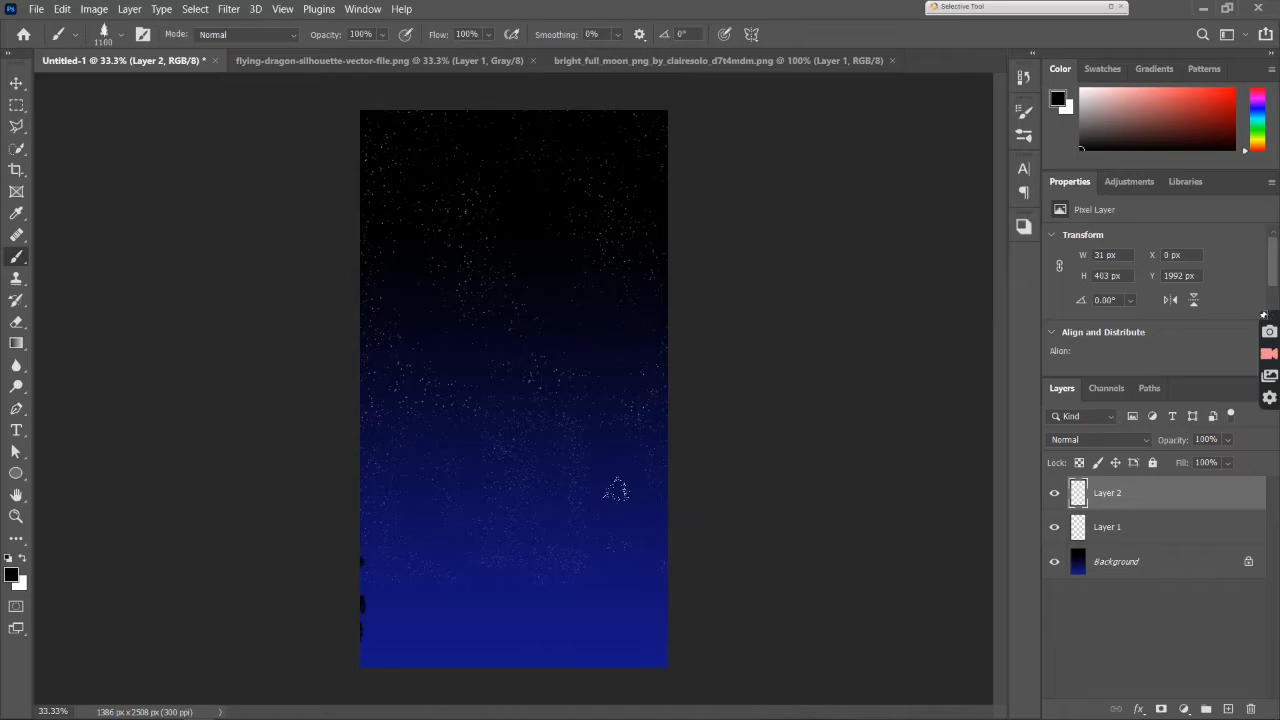 Ps File Edit Image Layer Type Select Filter 3D View Plugins Window Help
Selective Tool
1100 Mode: Normal Opacity: 100% Flow: 100% Smoothing: 0% 0°
Untitled-1 @ 33.3% (Layer 2, RGB/8) * flying-dragon-silhouette-vector-file.png @ 33.3% (Layer 1, Gray/8) bright_full_moon_png_by_clairesolo_d7t4mdm.png @ 100% (Layer 1, RGB/8)
Color Swatches Gradients Patterns
Properties Adjustments Libraries
Pixel Layer
Transform
W 31 px X 0 px
H 403 px Y 1992 px
0.00°
Align and Distribute
Align:
Layers Channels Paths
Kind
Normal Opacity: 100%
Lock: Fill: 100%
Layer 2
Layer 1
Background
33.33% 1386 px x 2508 px (300 ppi)